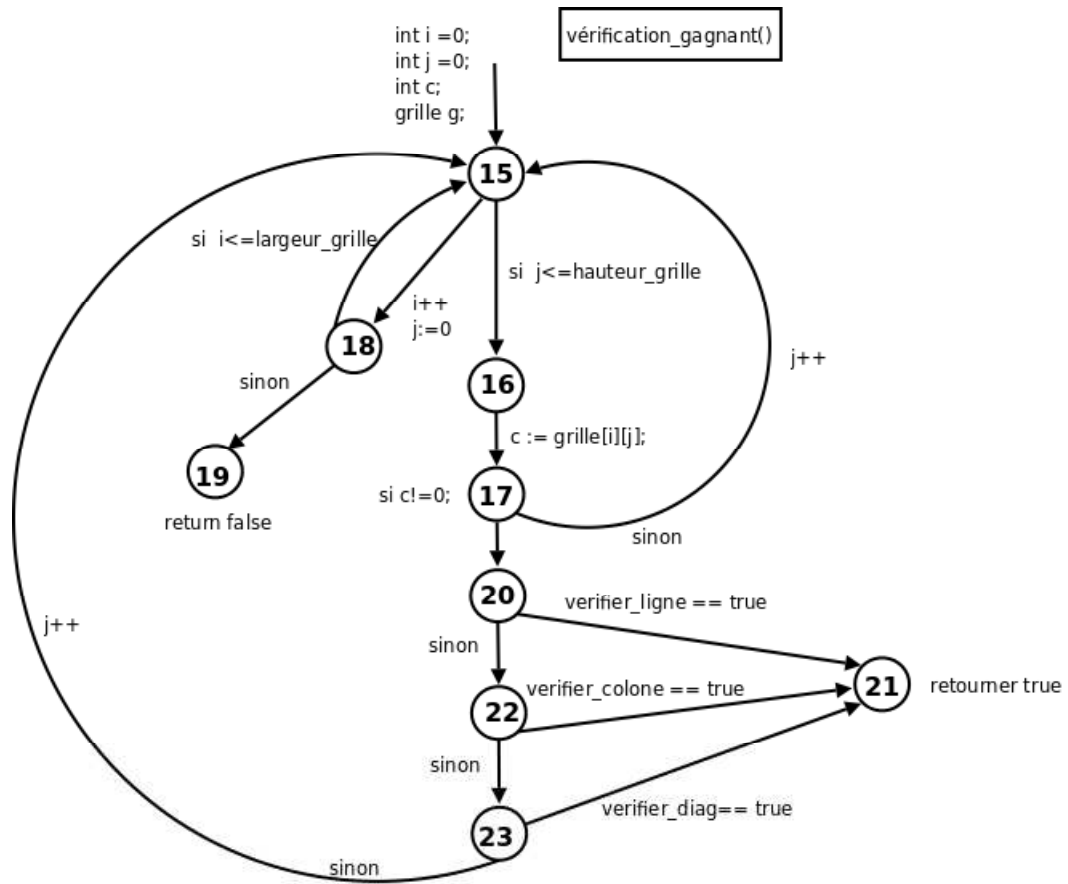 int i =0;
int j =0;
int c;
grille g;
vérification_gagnant()
15
si i<=largeur_grille
si j<=hauteur_grille
i++
j:=0
18
j++
16
sinon
c := grille[i][j];
19
si c!=0;
17
return false
sinon
20
verifier_ligne == true
j++
sinon
21
retourner true
verifier_colone == true
22
sinon
verifier_diag== true
23
sinon